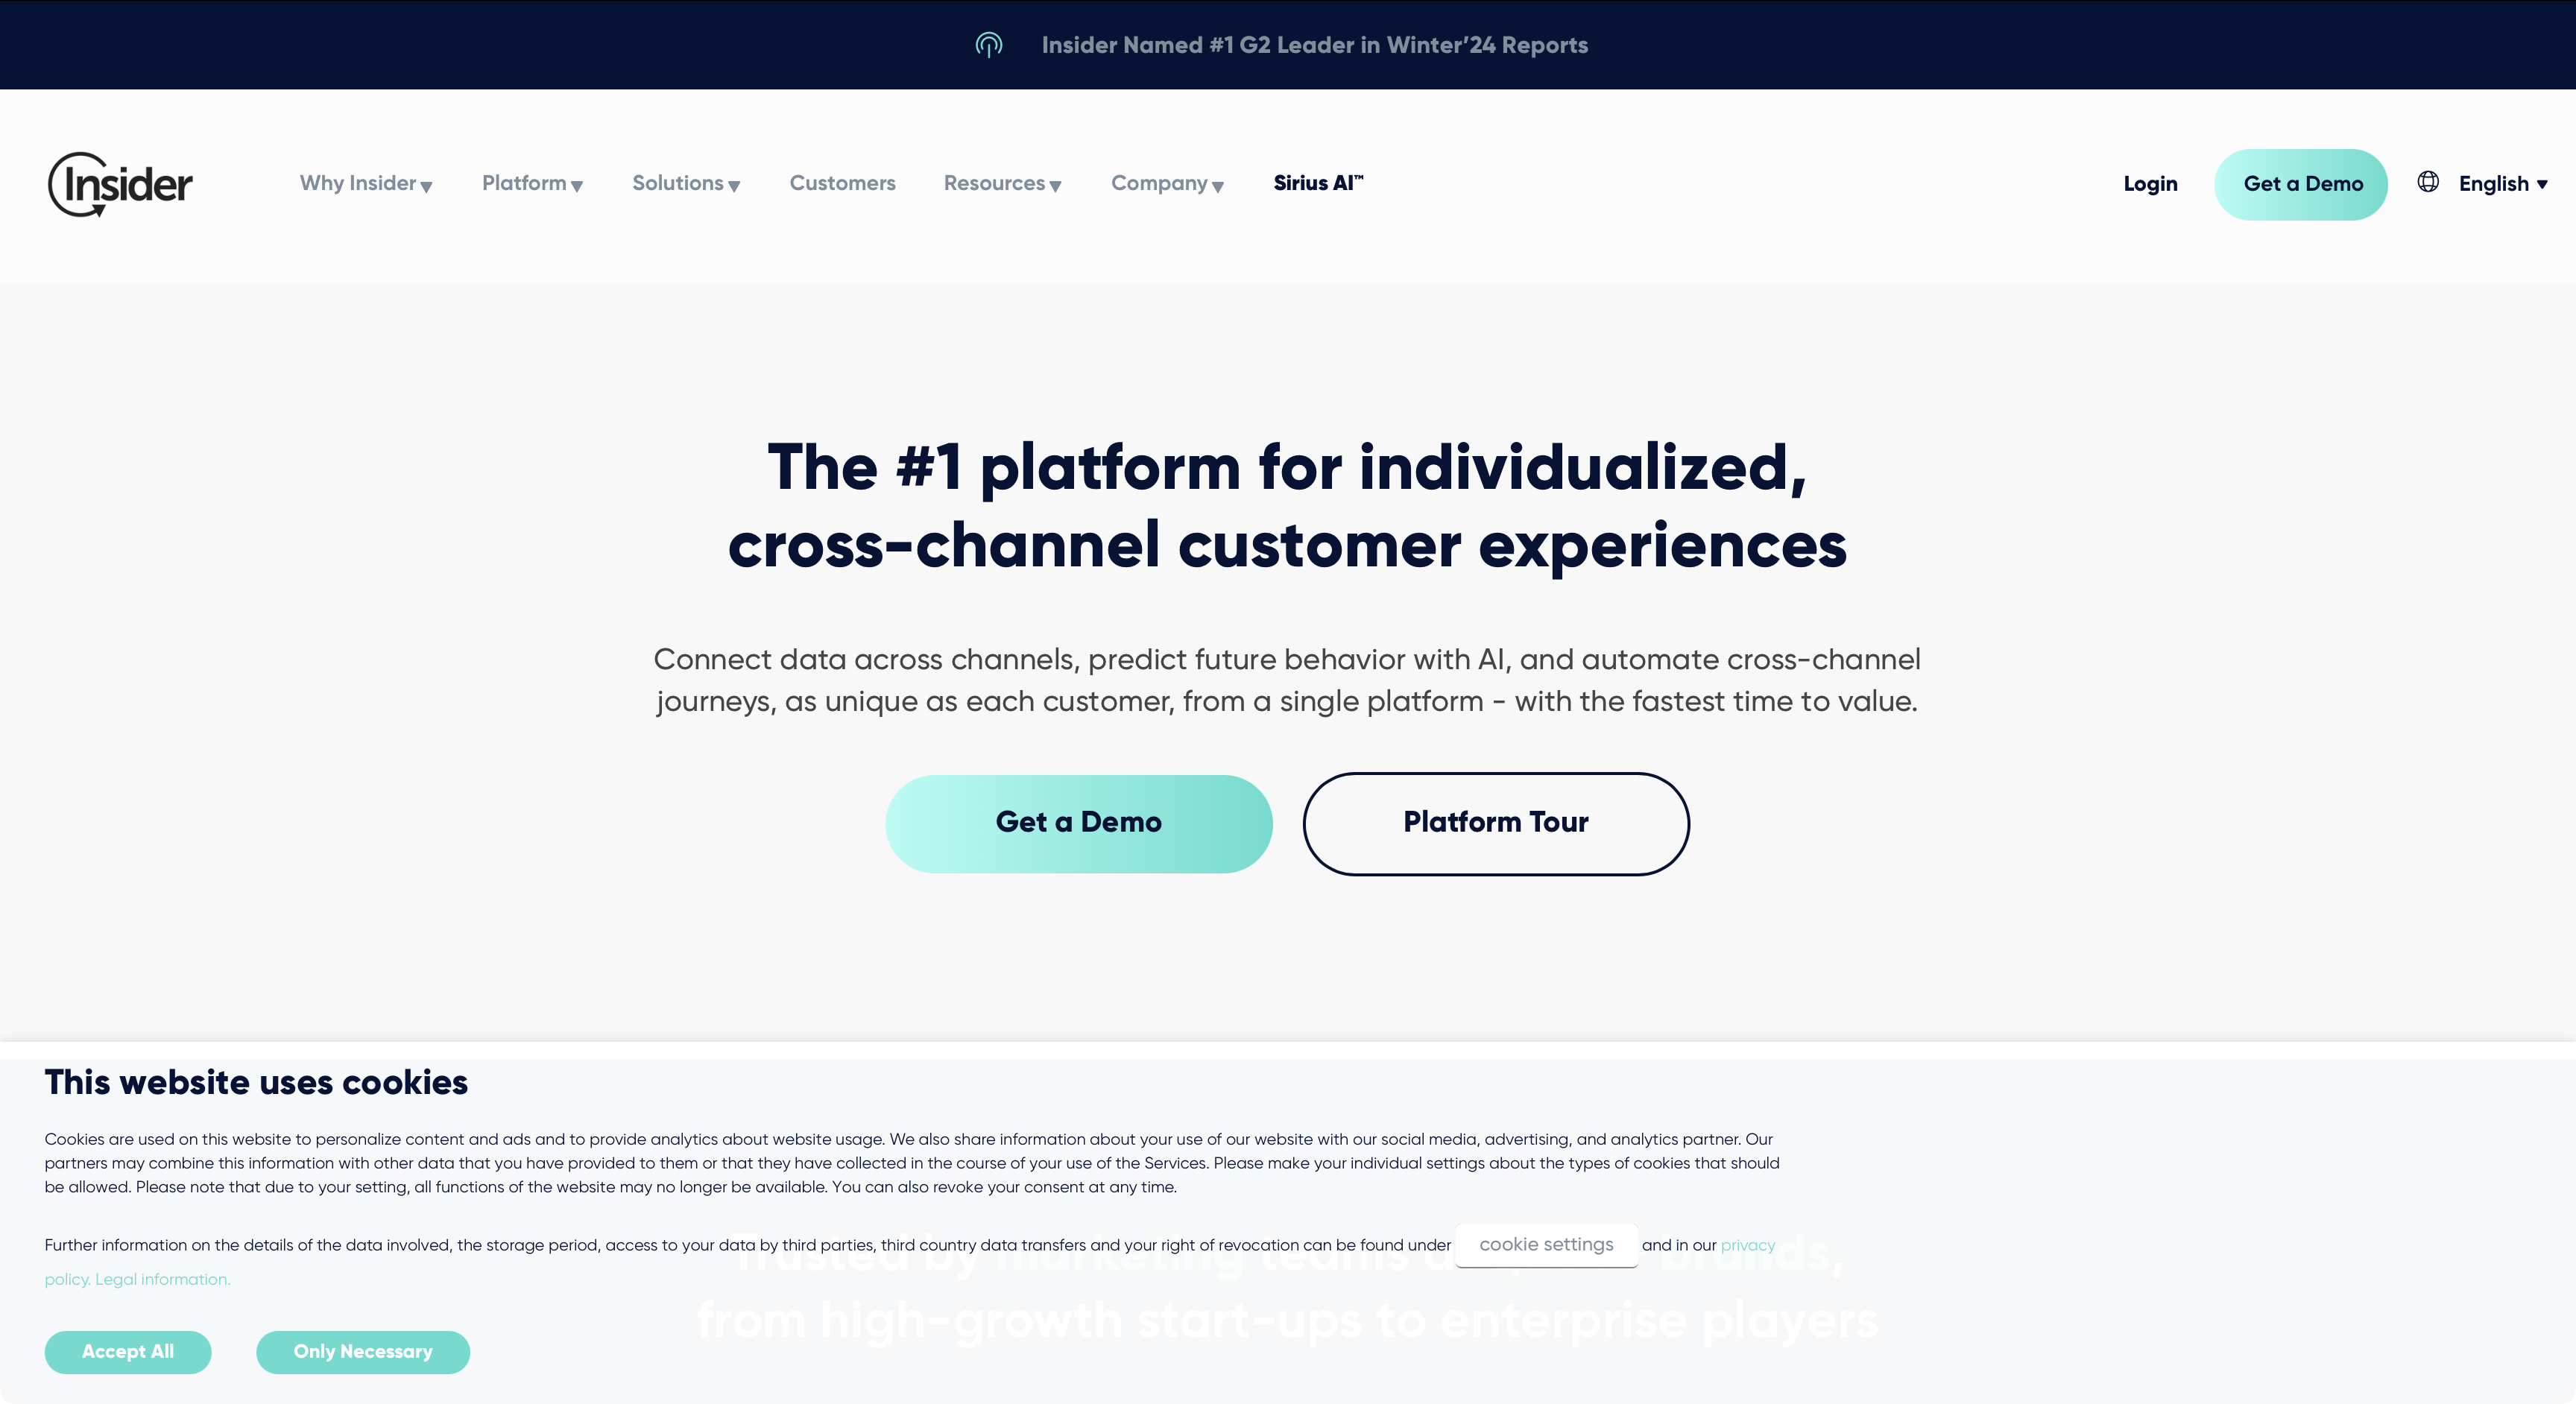 Insider Named #1 G2 Leader in Winter’24 Reports
Insider
Why Insider
Platform
Solutions
Customers
Resources
Company
Sirius AI™
Login
Get a Demo
English
The #1 platform for individualized,
cross-channel customer experiences
Connect data across channels, predict future behavior with AI, and automate cross-channel
journeys, as unique as each customer, from a single platform - with the fastest time to value.
Get a Demo
Platform Tour
This website uses cookies
Cookies are used on this website to personalize content and ads and to provide analytics about website usage. We also share information about your use of our website with our social media, advertising, and analytics partner. Our
partners may combine this information with other data that you have provided to them or that they have collected in the course of your use of the Services. Please make your individual settings about the types of cookies that should
be allowed. Please note that due to your setting, all functions of the website may no longer be available. You can also revoke your consent at any time.
Further information on the details of the data involved, the storage period, access to your data by third parties, third country data transfers and your right of revocation can be found under cookie settings and in our privacy
policy. Legal information.
Trusted by marketing teams brands,
from high-growth start-ups to enterprise players
Accept All
Only Necessary